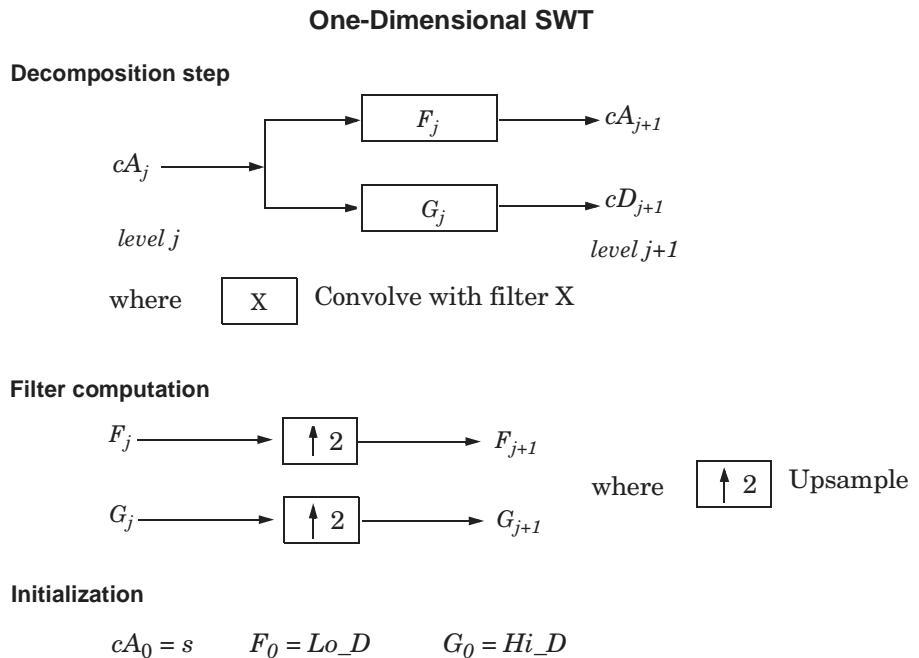 One-Dimensional SWT
Decomposition step
F_j
cA_{j+1}
cA_j
G_j
cD_{j+1}
level j
level j+1
where X Convolve with filter X
Filter computation
F_j ↑ 2 F_{j+1}
where ↑ 2 Upsample
G_j ↑ 2 G_{j+1}
Initialization
cA_0 = s F_0 = Lo_D G_0 = Hi_D